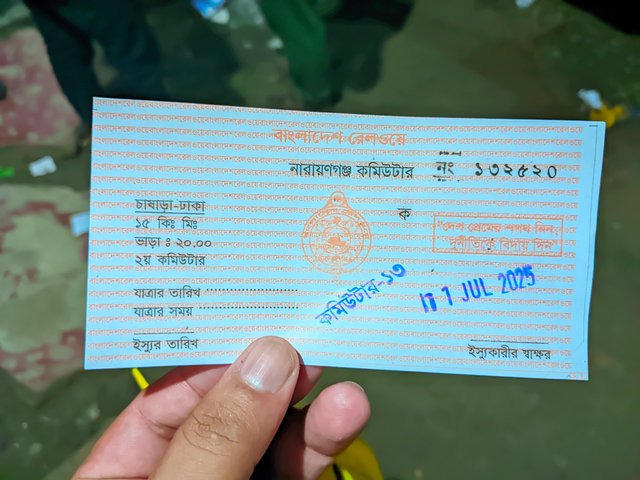 বাংলাদেশ রেলওয়ে
নারায়ণগঞ্জ কমিউটার
নং ১৩২৫২০
চাষাড়া-ঢাকা
১৫ কিঃ মিঃ
ভাড়া : ২০.০০
২য় কমিউটার
ক
"দেশ প্রেমের শপথ নিন,
দুর্নীতিকে বিদায় দিন"
যাত্রার তারিখ
যাত্রার সময়
কমিউটার-১৩
1 JUL 2025
ইস্যুর তারিখ
ইস্যুকারীর স্বাক্ষর